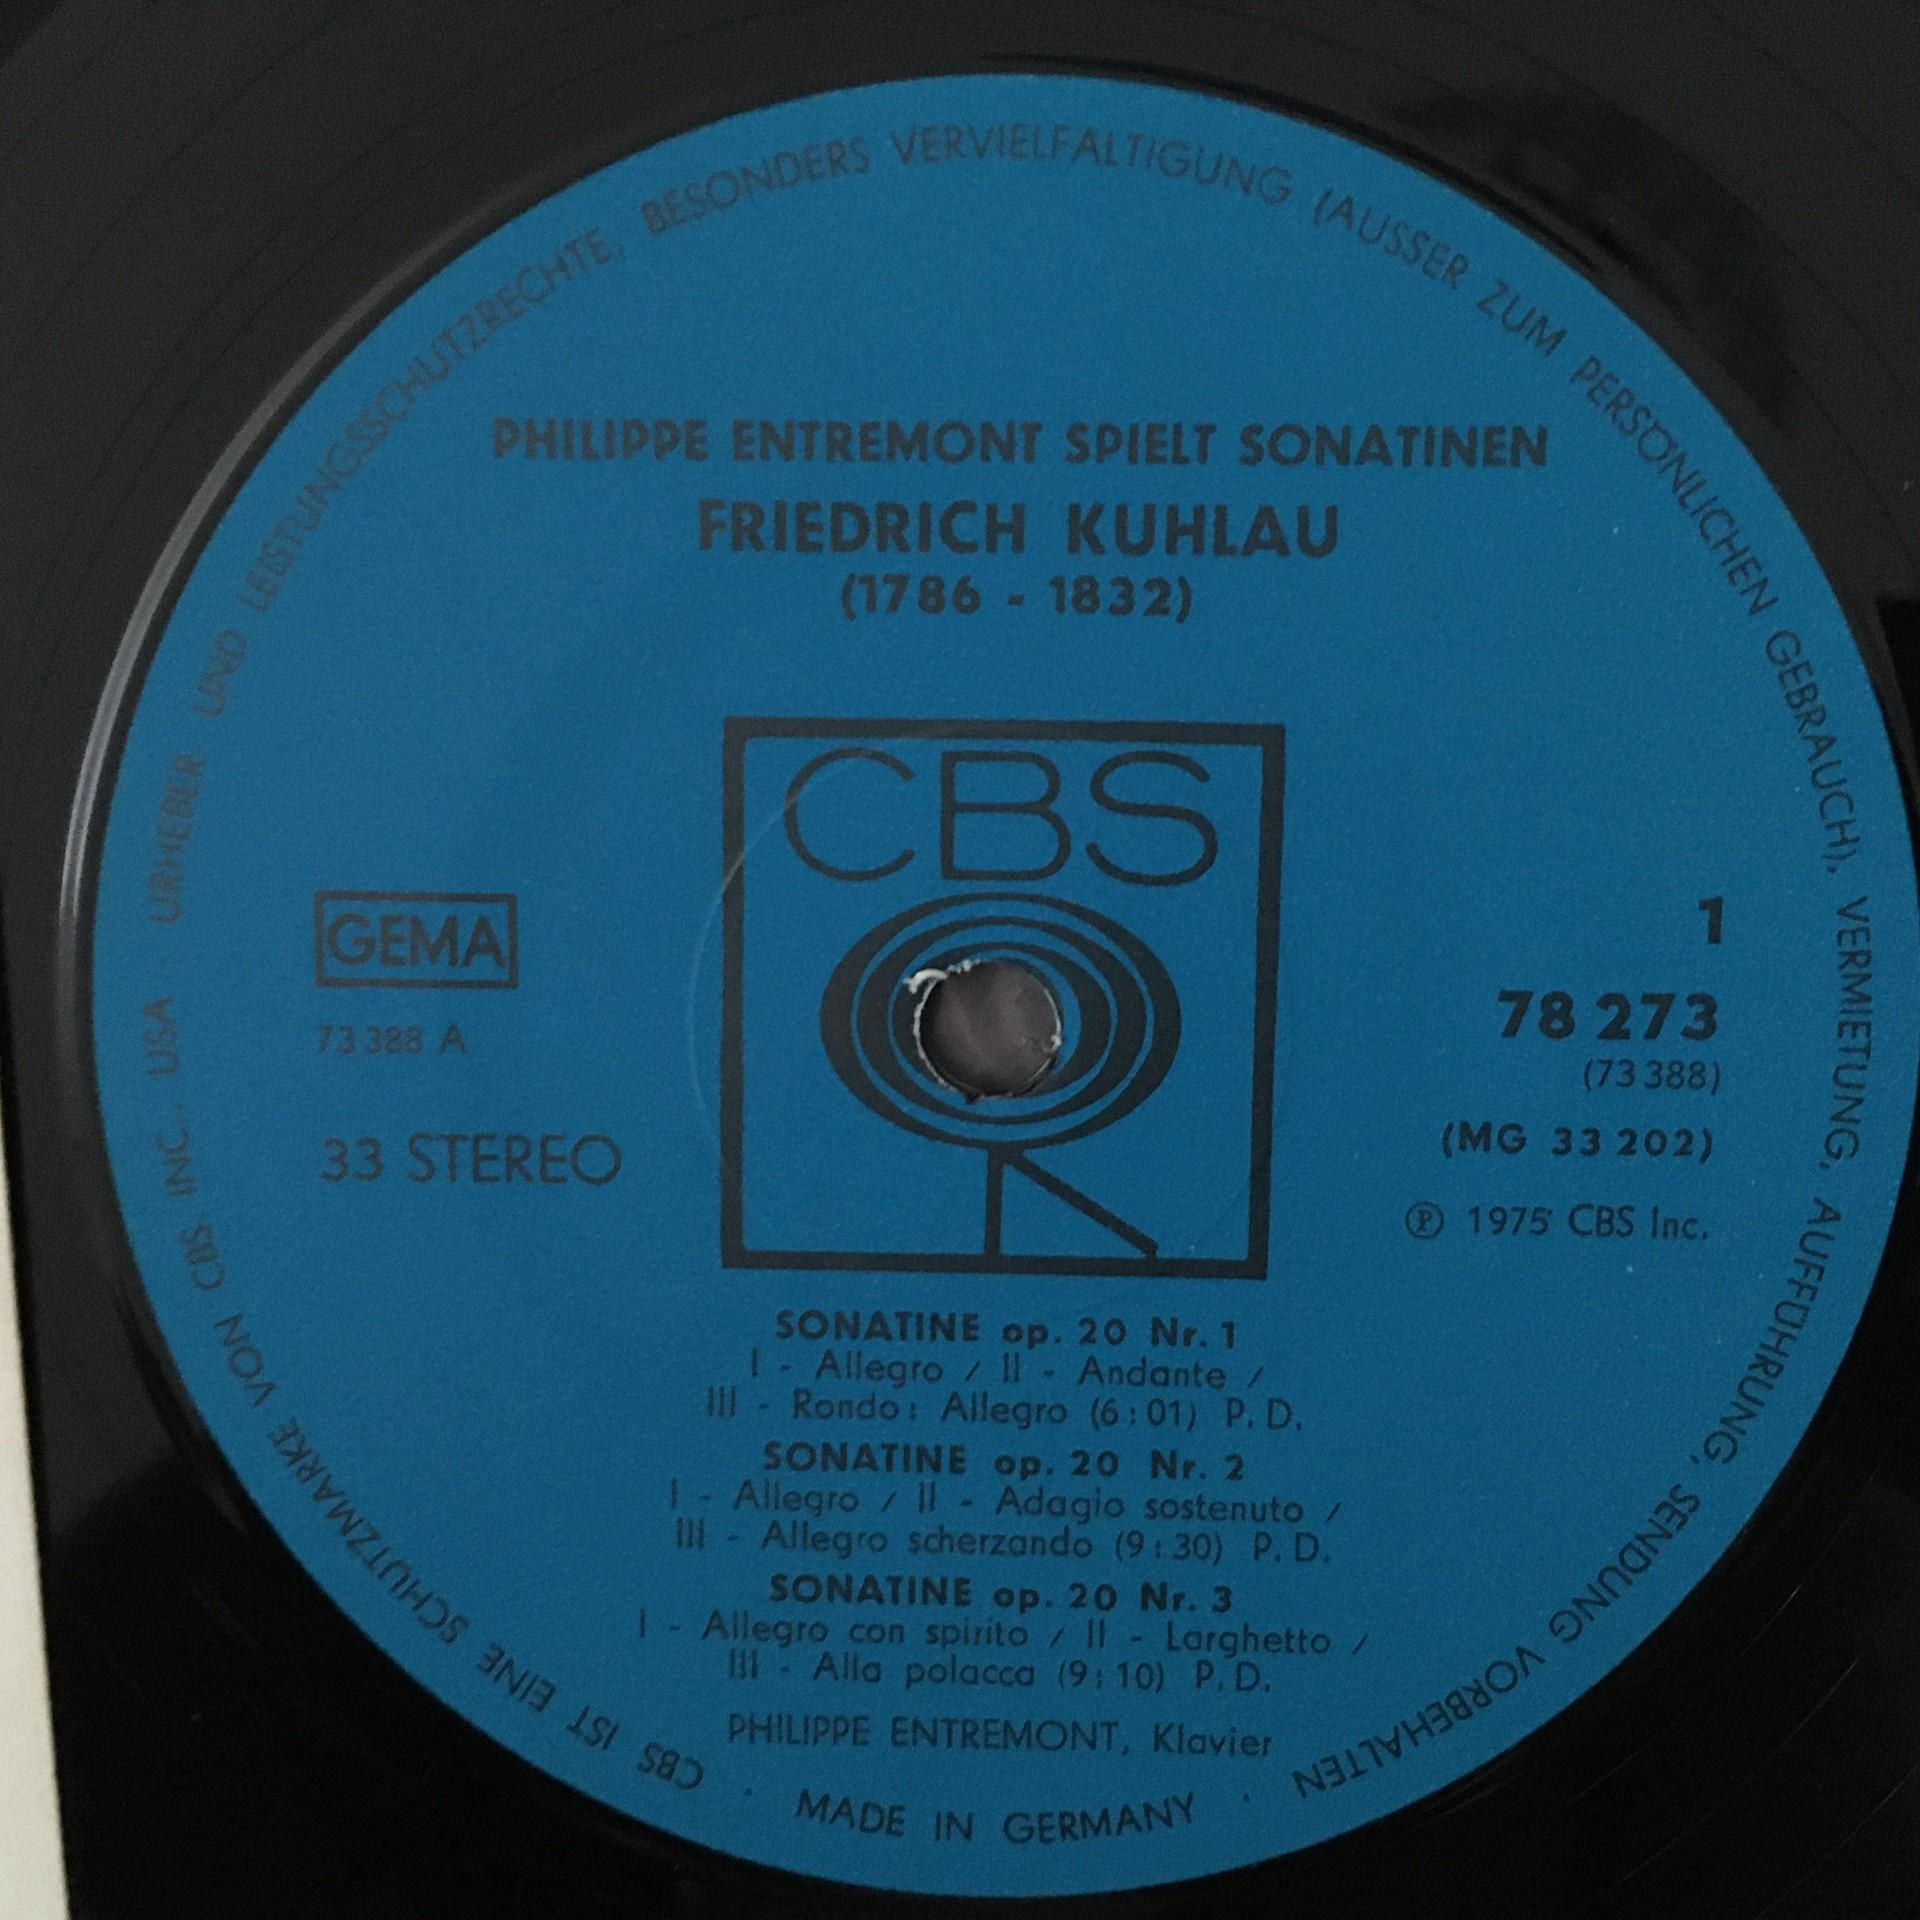 PHILIPPE ENTREMONT SPIELT SONATINEN
FRIEDRICH KUHLAU
(1786 - 1832)
CBS
GEMA
73 388 A
33 STEREO
1
78 273
(73 388)
(MG 33 202)
Ⓟ 1975 CBS Inc.
SONATINE op. 20 Nr. 1
I - Allegro / II - Andante /
III - Rondo: Allegro (6:01) P.D.
SONATINE op. 20 Nr. 2
I - Allegro / II - Adagio sostenuto /
III - Allegro scherzando (9:30) P.D.
SONATINE op. 20 Nr. 3
I - Allegro con spirito / II - Larghetto /
III - Alla polacca (9:10) P.D.
PHILIPPE ENTREMONT, Klavier
CBS IST EINE SCHUTZMARKE VON CBS INC., USA · URHEBER- UND LEISTUNGSSCHUTZRECHTE, BESONDERS VERVIELFÄLTIGUNG (AUSSER ZUM PERSÖNLICHEN GEBRAUCH), VERMIETUNG, AUFFÜHRUNG, SENDUNG VORBEHALTEN ·
MADE IN GERMANY ·